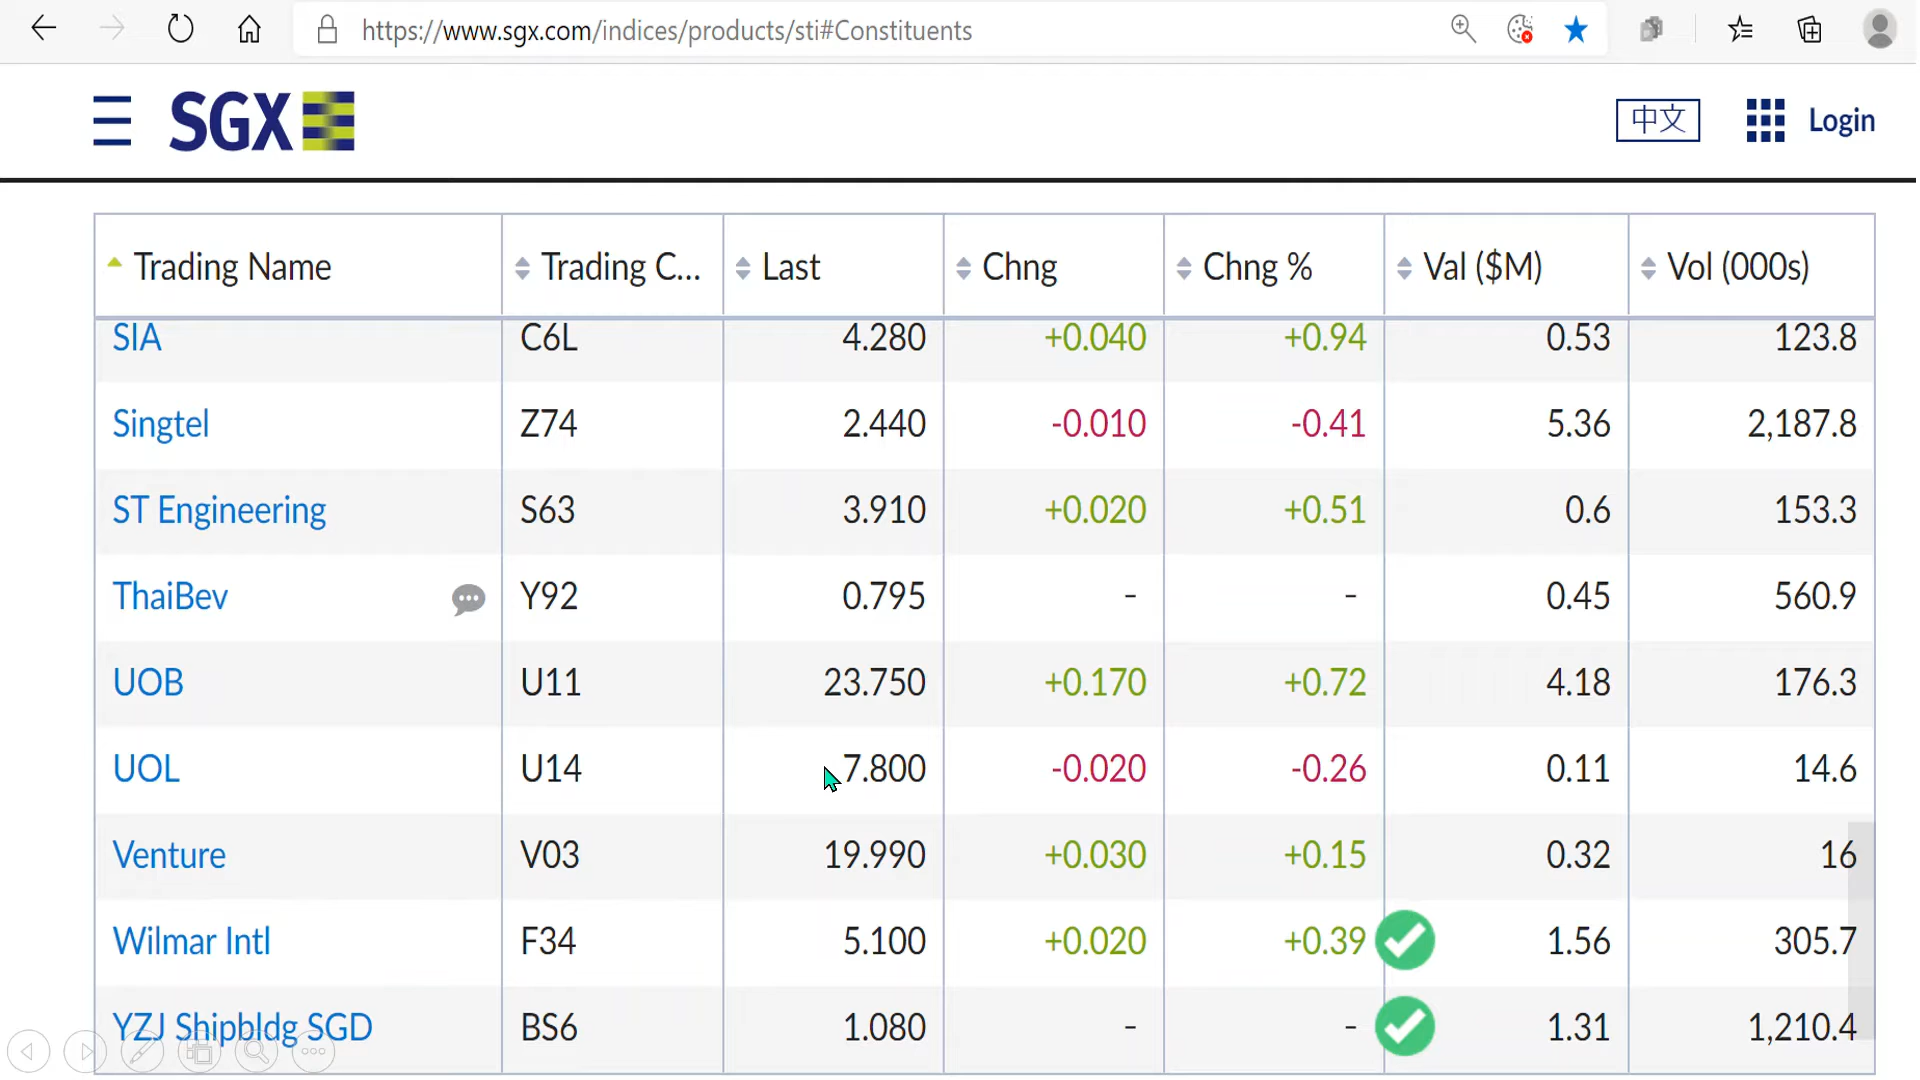 https://www.sgx.com/indices/products/sti#Constituents
SGX 中文 Login
Trading Name Trading C... Last Chng Chng % Val ($M) Vol (000s)
SIA C6L 4.280 +0.040 +0.94 0.53 123.8
Singtel Z74 2.440 -0.010 -0.41 5.36 2,187.8
ST Engineering S63 3.910 +0.020 +0.51 0.6 153.3
ThaiBev Y92 0.795 - - 0.45 560.9
UOB U11 23.750 +0.170 +0.72 4.18 176.3
UOL U14 7.800 -0.020 -0.26 0.11 14.6
Venture V03 19.990 +0.030 +0.15 0.32 16
Wilmar Intl F34 5.100 +0.020 +0.39 1.56 305.7
YZJ Shipbldg SGD BS6 1.080 - - 1.31 1,210.4